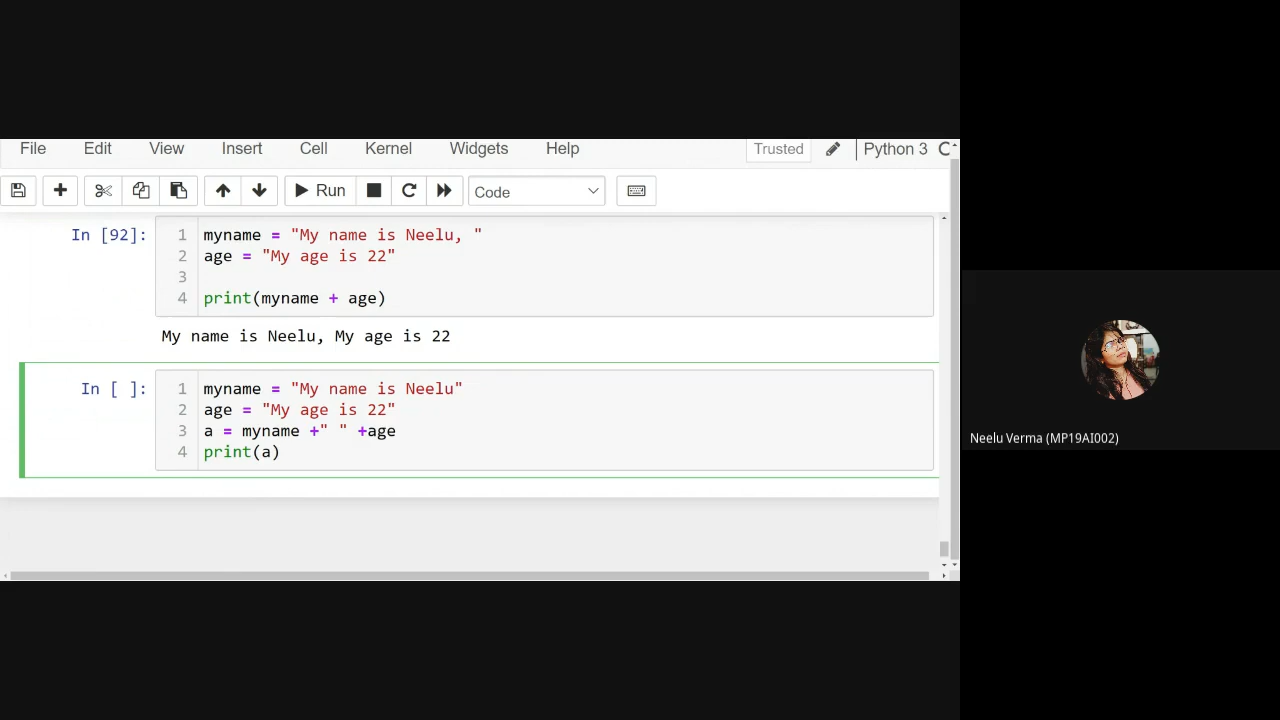 File Edit View Insert Cell Kernel Widgets Help Trusted Python 3
Run Code
In [92]: 1 myname = "My name is Neelu, "
2 age = "My age is 22"
3
4 print(myname + age)
My name is Neelu, My age is 22
In [ ]: 1 myname = "My name is Neelu"
2 age = "My age is 22"
3 a = myname +" " +age
4 print(a)
Neelu Verma (MP19AI002)